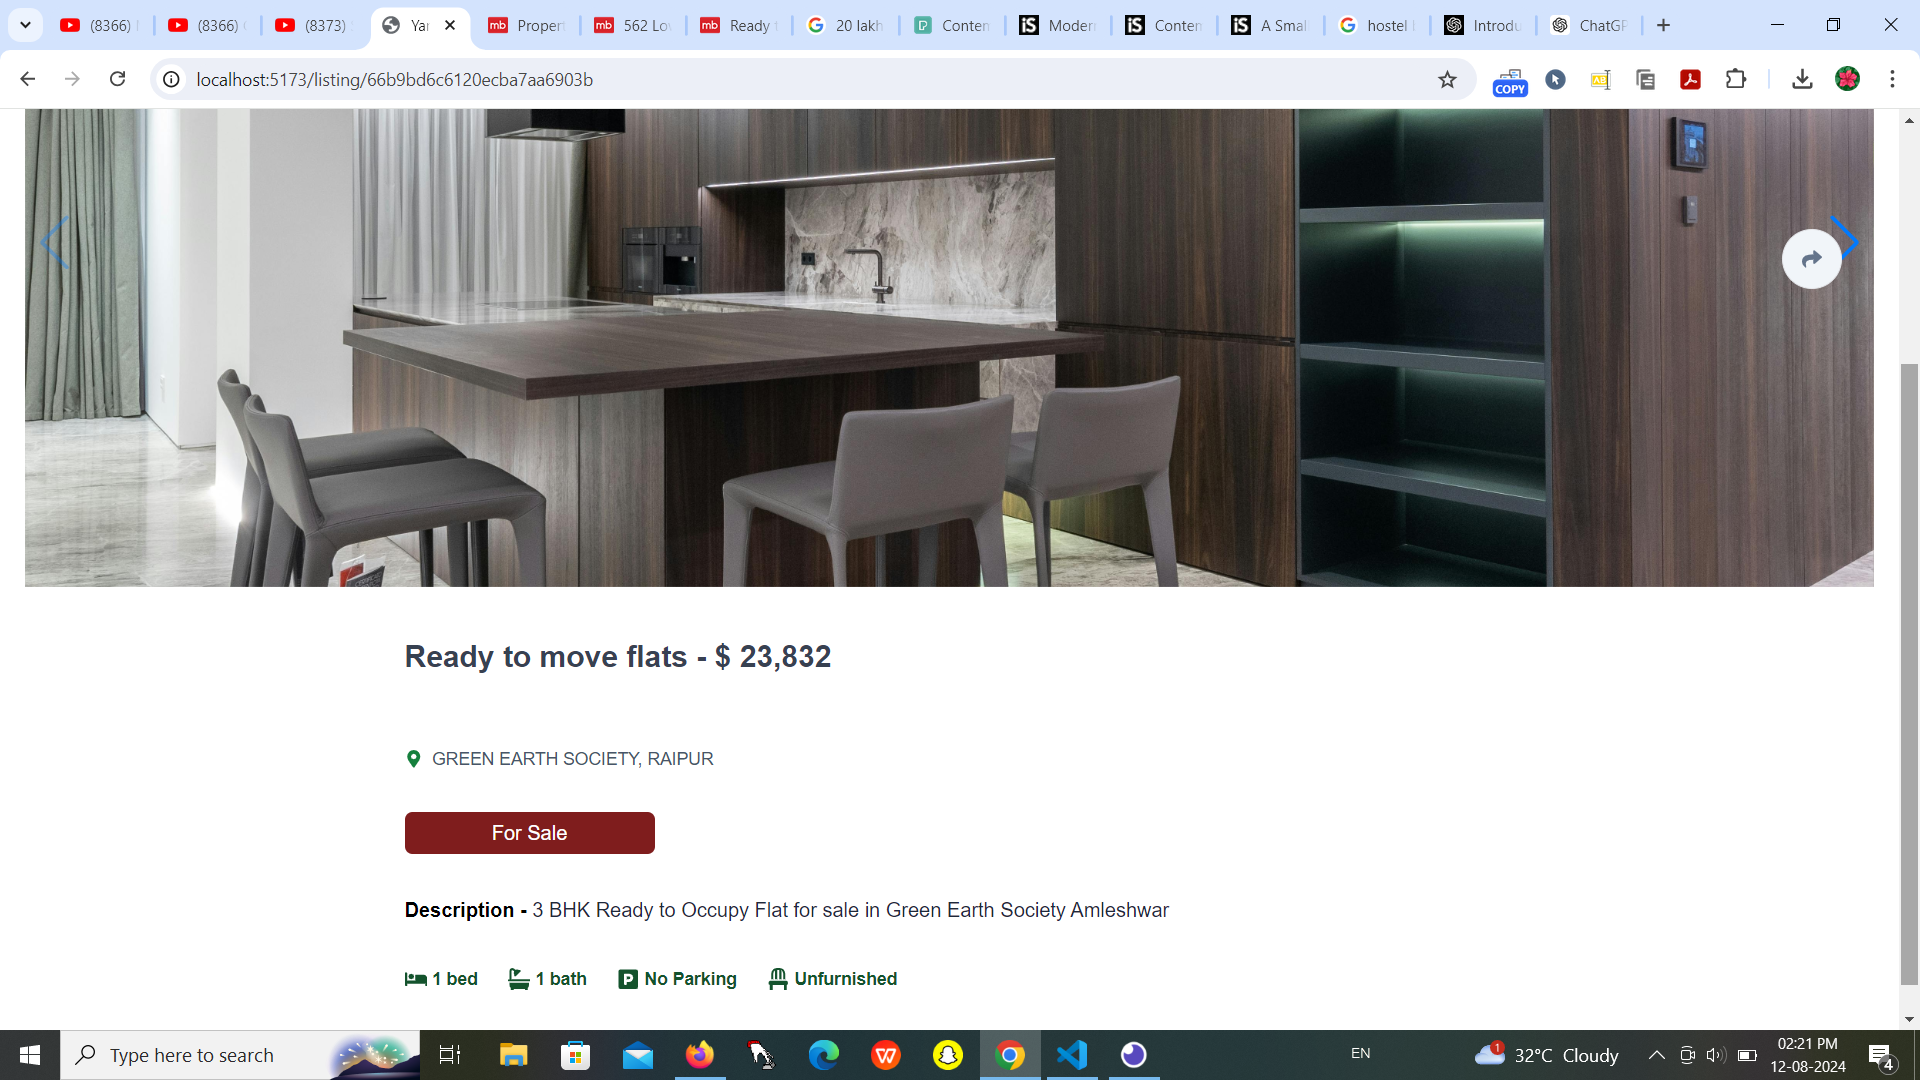 (8366)
(8366)
(8373)
Yar
Proper
562 Lo
Ready t
20 lakh
Conten
Moder
Conten
A Smal
hostel
Introdu
ChatGP
localhost:5173/listing/66b9bd6c6120ecba7aa6903b
COPY
Ready to move flats - $ 23,832
GREEN EARTH SOCIETY, RAIPUR
For Sale
Description - 3 BHK Ready to Occupy Flat for sale in Green Earth Society Amleshwar
1 bed 1 bath P No Parking Unfurnished
Type here to search
EN
1
32°C Cloudy
02:21 PM
12-08-2024
4